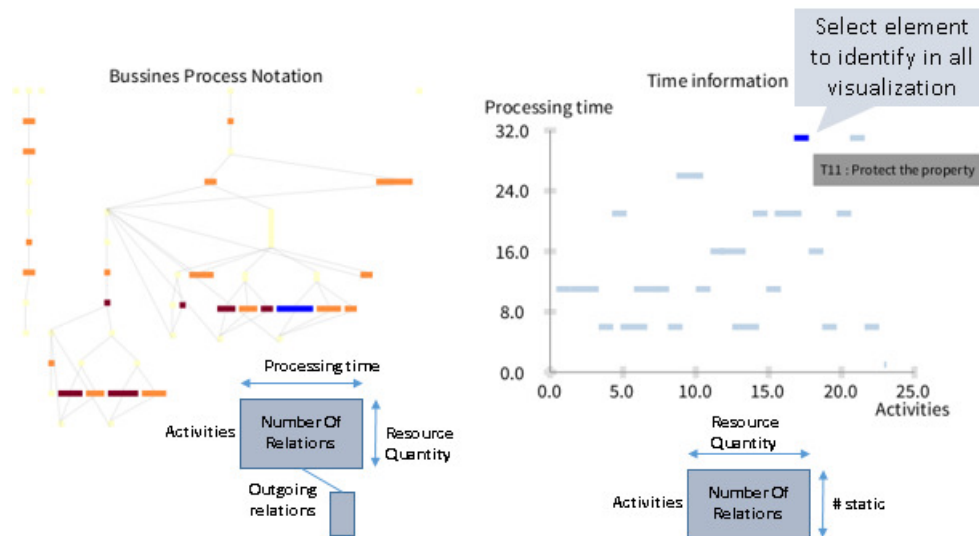 Select element
to identify in all
visualization
Bussines Process Notation
Time information
Processing time
32.0
24.0
16.0
8.0
0.0
T11 : Protect the property
0.0
5.0
10.0
15.0
20.0
25.0
Activities
Processing time
Activities
Number Of
Relations
Resource
Quantity
Outgoing
relations
Resource
Quantity
Activities
Number Of
Relations
# static